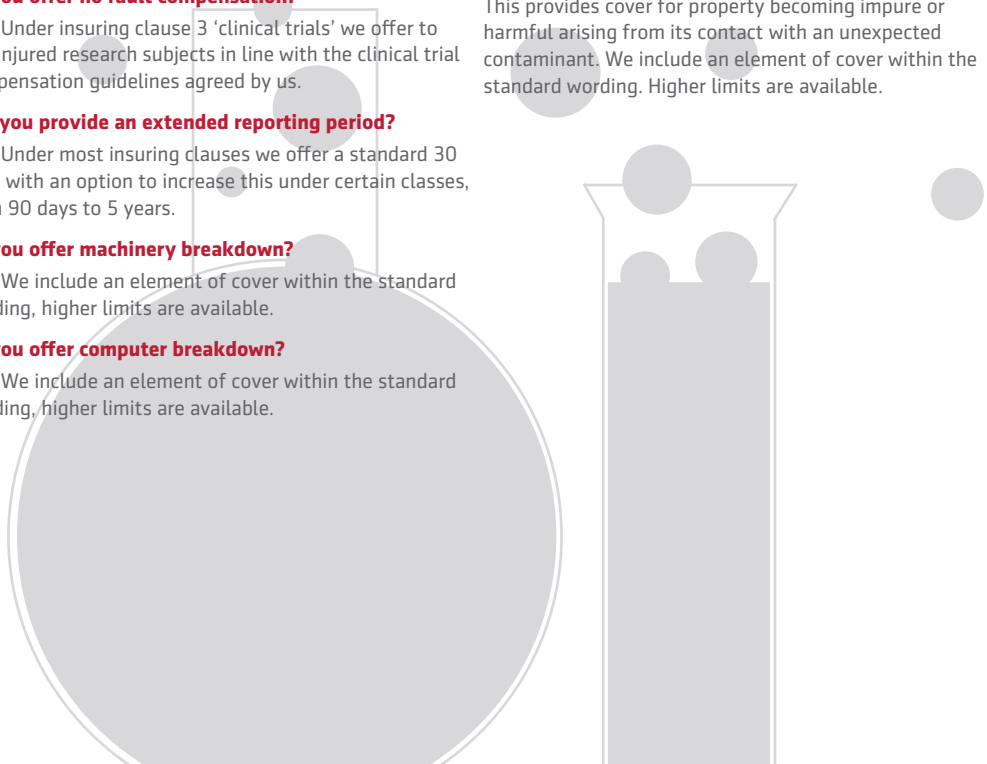 ou offer no fault compensation?
Under insuring clause 3 ‘clinical trials’ we offer to
njured research subjects in line with the clinical trial
pensation guidelines agreed by us.
you provide an extended reporting period?
Under most insuring clauses we offer a standard 30
with an option to increase this under certain classes,
90 days to 5 years.
ou offer machinery breakdown?
We include an element of cover within the standard
ding, higher limits are available.
ou offer computer breakdown?
We include an element of cover within the standard
ding, higher limits are available.
This provides cover for property becoming impure or
harmful arising from its contact with an unexpected
contaminant. We include an element of cover within the
standard wording. Higher limits are available.